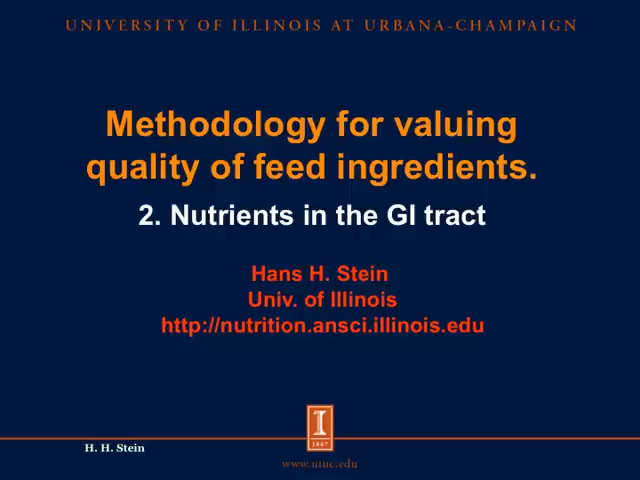 UNIVERSITY OF ILLINOIS AT URBANA-CHAMPAIGN
Methodology for valuing
quality of feed ingredients.
2. Nutrients in the GI tract
Hans H. Stein
Univ. of Illinois
http://nutrition.ansci.illinois.edu
I
1867
H. H. Stein
www.uiuc.edu